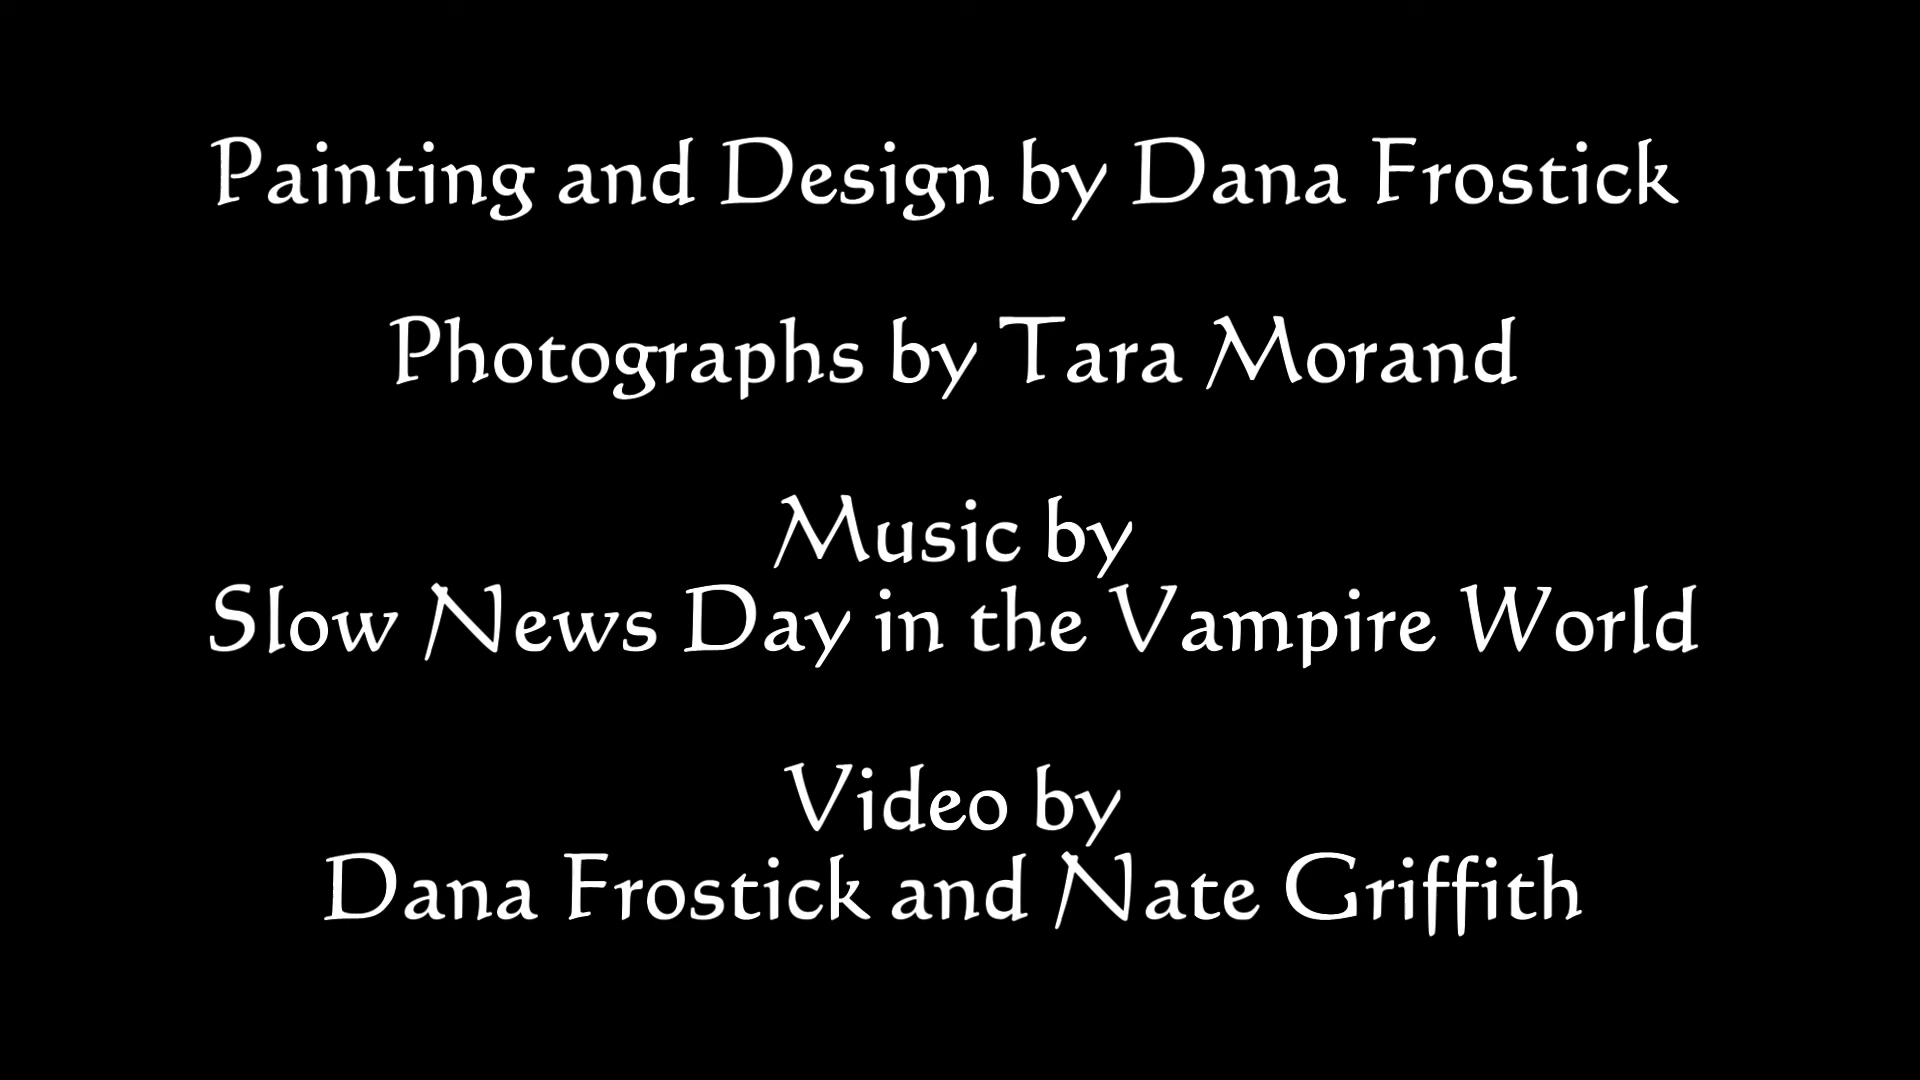 Painting and Design by Dana Frostick
Photographs by Tara Morand
Music by
Slow News Day in the Vampire World
Video by
Dana Frostick and Nate Griffith